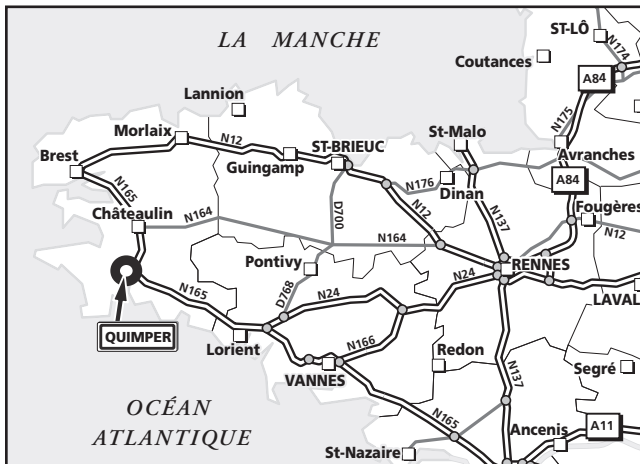 ST-LÔ
LA MANCHE
N174
Coutances
A84
Lannion
N175
Morlaix
N12
ST-BRIEUC
St-Malo
Guingamp
Avranches
Brest
N165
N176
Dinan
A84
Châteaulin
N164
D700
N12
N137
Fougères
N12
N164
Pontivy
RENNES
N165
D768
N24
N24
LAVAL
QUIMPER
Lorient
N166
Redon
VANNES
N137
Segré
OCÉAN
ATLANTIQUE
N165
Ancenis
A11
St-Nazaire